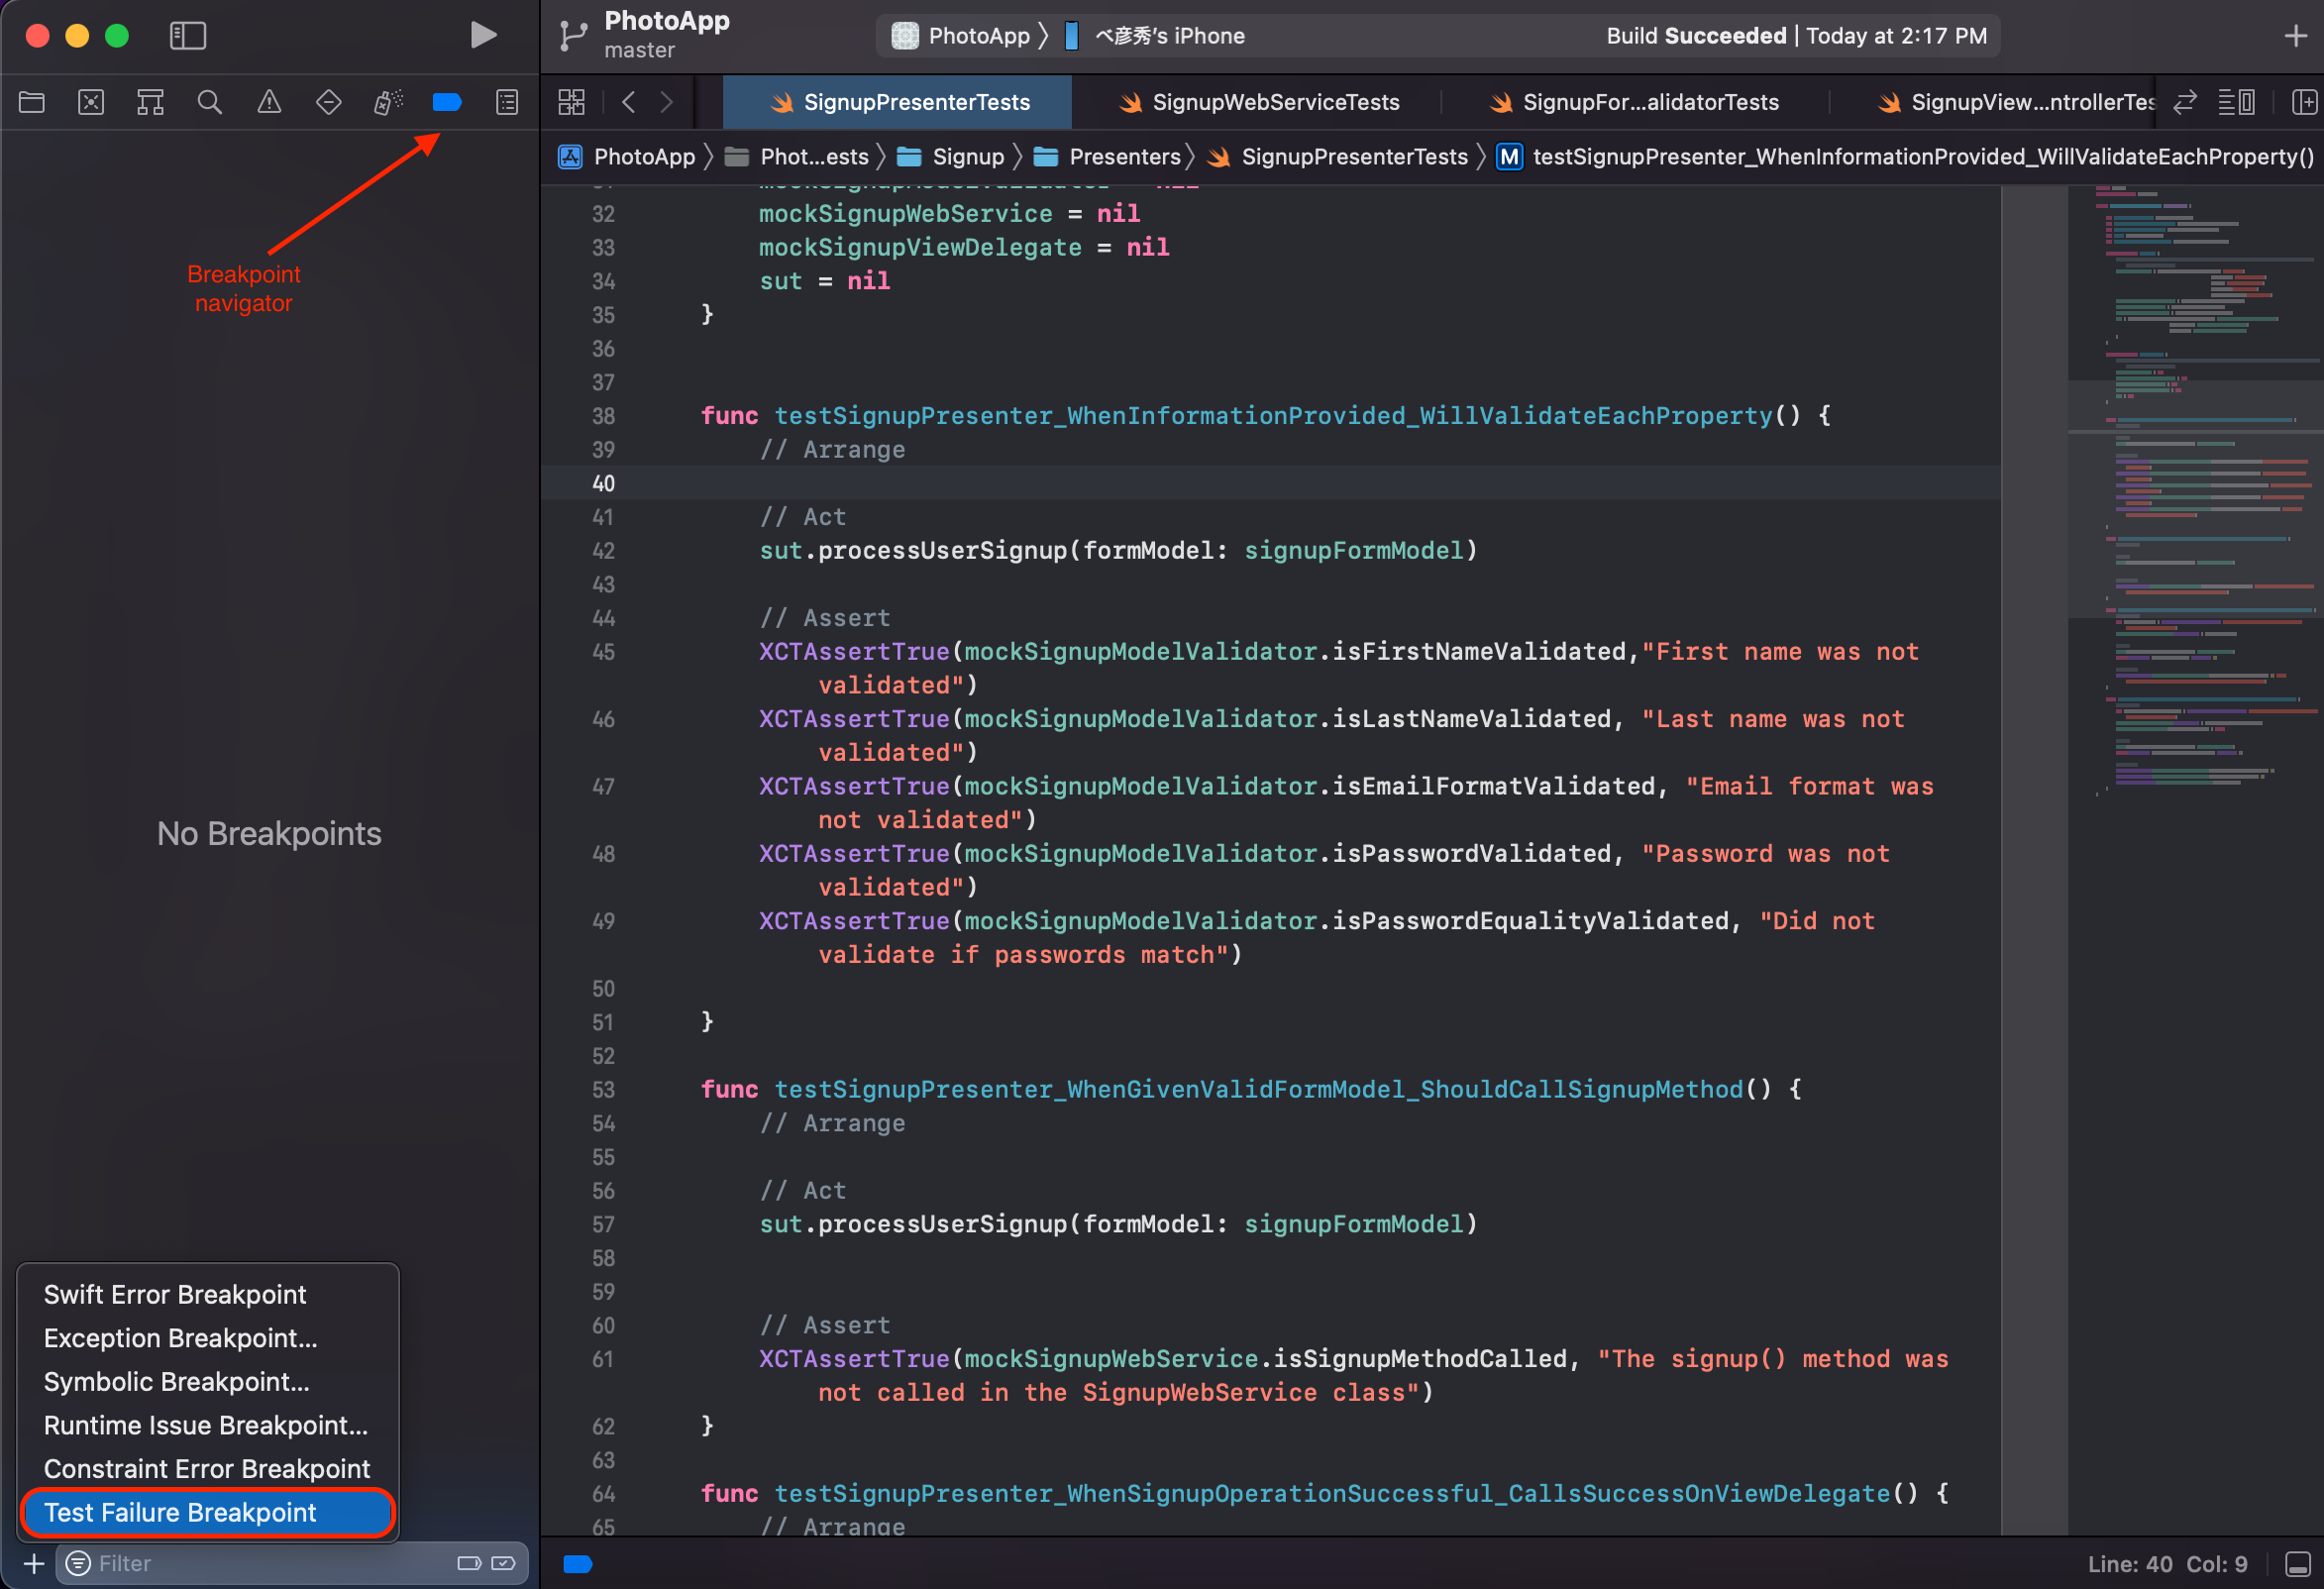 PhotoApp
master
PhotoApp 〉 べ彦秀's iPhone
Build Succeeded | Today at 2:17 PM
SignupPresenterTests
SignupWebServiceTests
SignupFor...alidatorTests
SignupView...ntrollerTes
PhotoApp 〉 Phot...ests 〉 Signup 〉 Presenters 〉 SignupPresenterTests 〉 M testSignupPresenter_WhenInformationProvided_WillValidateEachProperty()
Breakpoint
navigator
No Breakpoints
Swift Error Breakpoint
Exception Breakpoint...
Symbolic Breakpoint...
Runtime Issue Breakpoint...
Constraint Error Breakpoint
Test Failure Breakpoint
Filter
32 mockSignupWebService = nil
33 mockSignupViewDelegate = nil
34 sut = nil
35 }
36
37
38 func testSignupPresenter_WhenInformationProvided_WillValidateEachProperty() {
39 // Arrange
40
41 // Act
42 sut.processUserSignup(formModel: signupFormModel)
43
44 // Assert
45 XCTAssertTrue(mockSignupModelValidator.isFirstNameValidated,"First name was not
validated")
46 XCTAssertTrue(mockSignupModelValidator.isLastNameValidated, "Last name was not
validated")
47 XCTAssertTrue(mockSignupModelValidator.isEmailFormatValidated, "Email format was
not validated")
48 XCTAssertTrue(mockSignupModelValidator.isPasswordValidated, "Password was not
validated")
49 XCTAssertTrue(mockSignupModelValidator.isPasswordEqualityValidated, "Did not
validate if passwords match")
50
51 }
52
53 func testSignupPresenter_WhenGivenValidFormModel_ShouldCallSignupMethod() {
54 // Arrange
55
56 // Act
57 sut.processUserSignup(formModel: signupFormModel)
58
59
60 // Assert
61 XCTAssertTrue(mockSignupWebService.isSignupMethodCalled, "The signup() method was
not called in the SignupWebService class")
62 }
63
64 func testSignupPresenter_WhenSignupOperationSuccessful_CallsSuccessOnViewDelegate() {
65 // Arrange
Line: 40 Col: 9